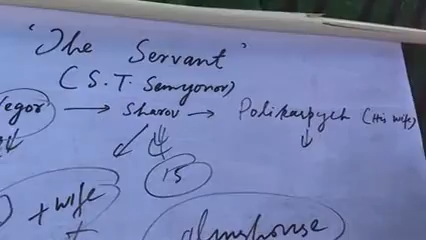 'The Servant'
(S.T. Semyonov)
Yegor → Sharov → Polikarpych (His wife)
15
+ wife
almshouse